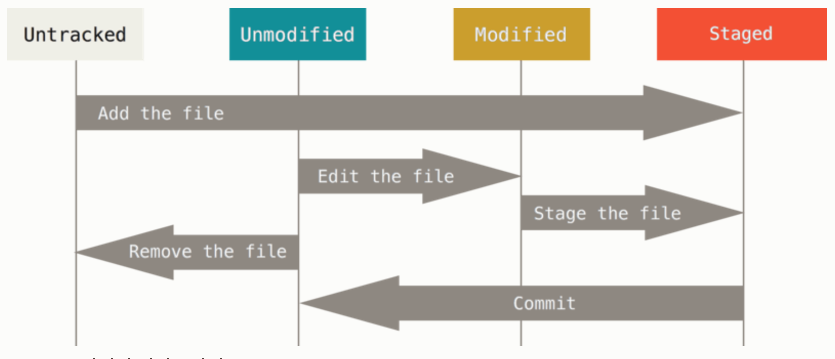 Untracked
Unmodified
Modified
Staged
Add the file
Edit the file
Stage the file
Remove the file
Commit